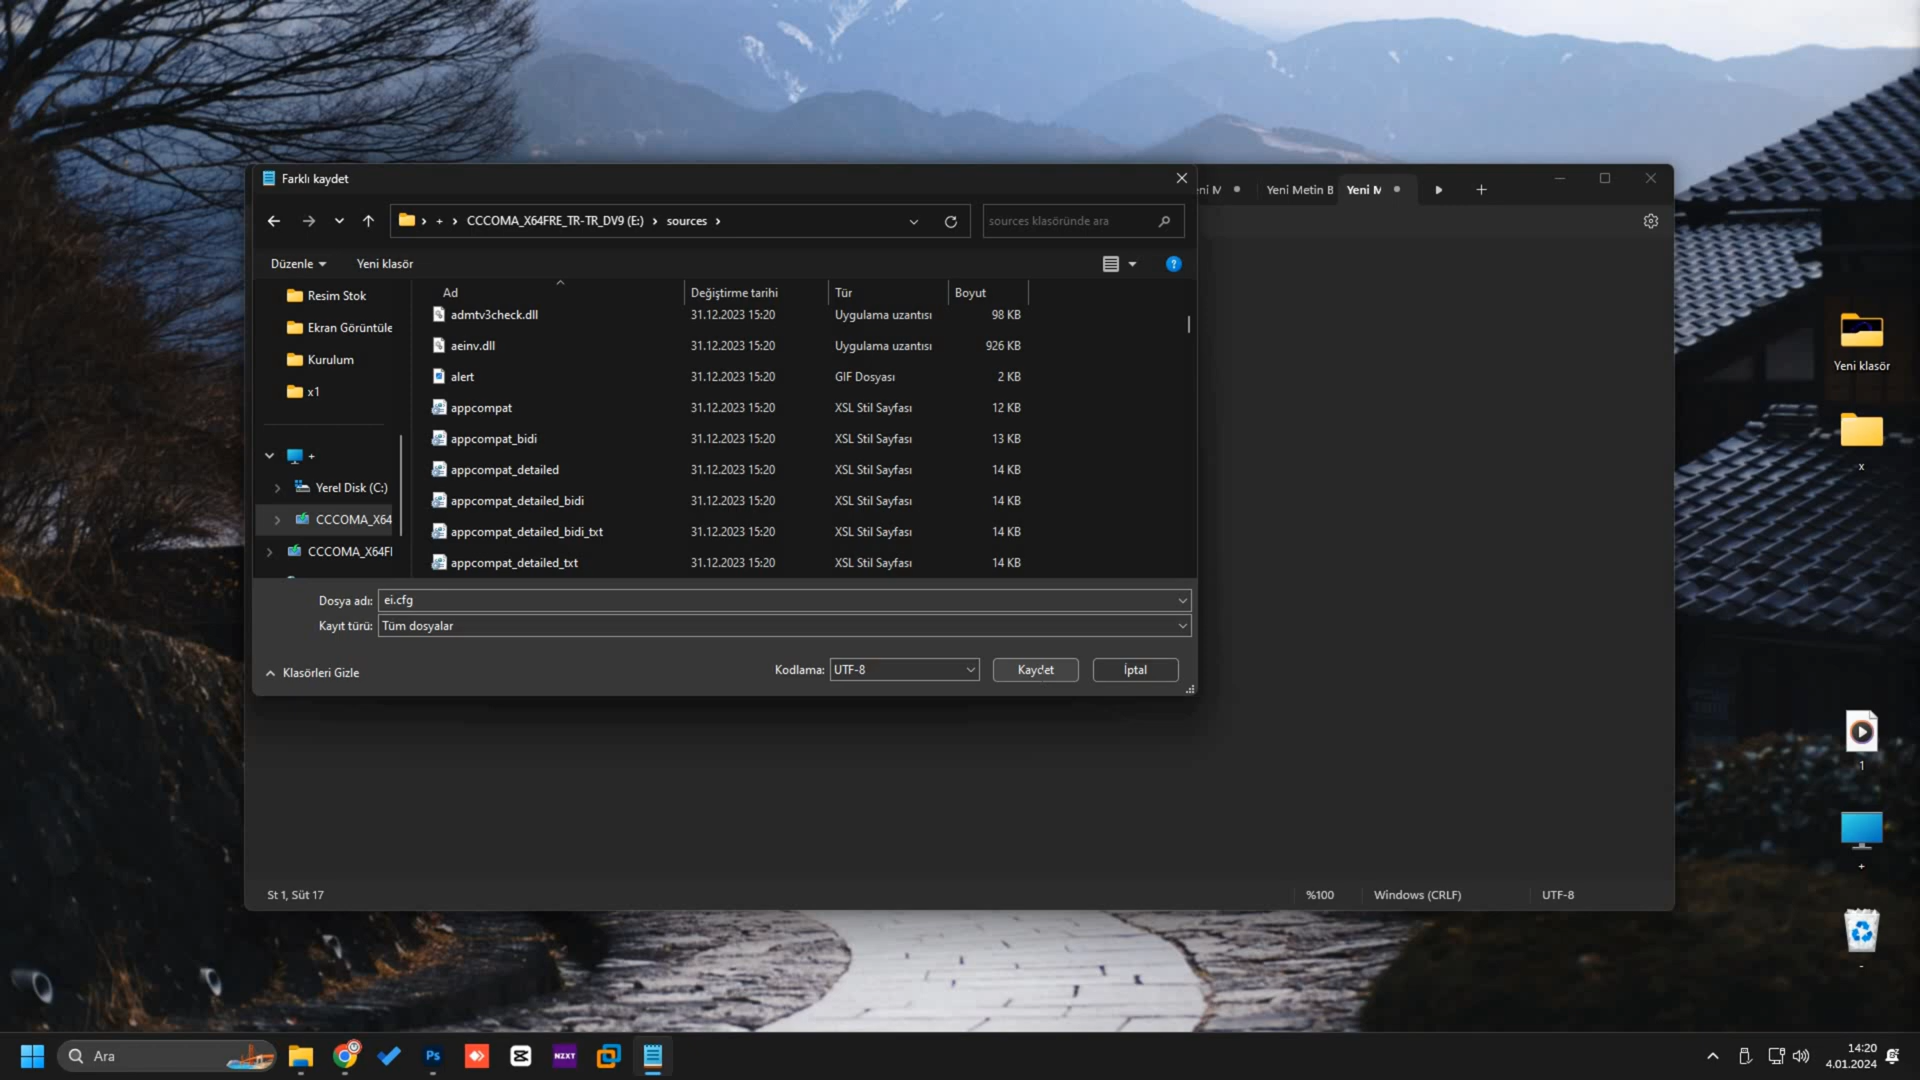 Farklı kaydet
eni M
Yeni Metin B
Yeni M
+ CCCOMA_X64FRE_TR-TR_DV9 (E:) sources
sources klasöründe ara
Düzenle
Yeni klasör
Resim Stok
Ekran Görüntüle
Kurulum
x1
+
Yerel Disk (C:)
CCCOMA_X64
CCCOMA_X64FI
Ad Değiştirme tarihi Tür Boyut
admtv3check.dll 31.12.2023 15:20 Uygulama uzantısı 98 KB
aeinv.dll 31.12.2023 15:20 Uygulama uzantısı 926 KB
alert 31.12.2023 15:20 GIF Dosyası 2 KB
appcompat 31.12.2023 15:20 XSL Stil Sayfası 12 KB
appcompat_bidi 31.12.2023 15:20 XSL Stil Sayfası 13 KB
appcompat_detailed 31.12.2023 15:20 XSL Stil Sayfası 14 KB
appcompat_detailed_bidi 31.12.2023 15:20 XSL Stil Sayfası 14 KB
appcompat_detailed_bidi_txt 31.12.2023 15:20 XSL Stil Sayfası 14 KB
appcompat_detailed_txt 31.12.2023 15:20 XSL Stil Sayfası 14 KB
Dosya adı: ei.cfg
Kayıt türü: Tüm dosyalar
Klasörleri Gizle
Kodlama: UTF-8
Kaydet
İptal
St 1, Süt 17
%100
Windows (CRLF)
UTF-8
Yeni klasör
x
1
+
-
Ara
Ps
NZXT
14:20
4.01.2024